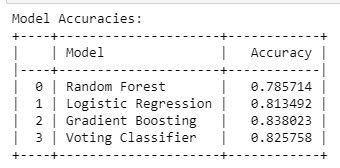 Model Accuracies:
+----+---------------------+------------+
|    | Model               |   Accuracy |
|----+---------------------+------------|
|  0 | Random Forest       |   0.785714 |
|  1 | Logistic Regression |   0.813492 |
|  2 | Gradient Boosting   |   0.838023 |
|  3 | Voting Classifier   |   0.825758 |
+----+---------------------+------------+